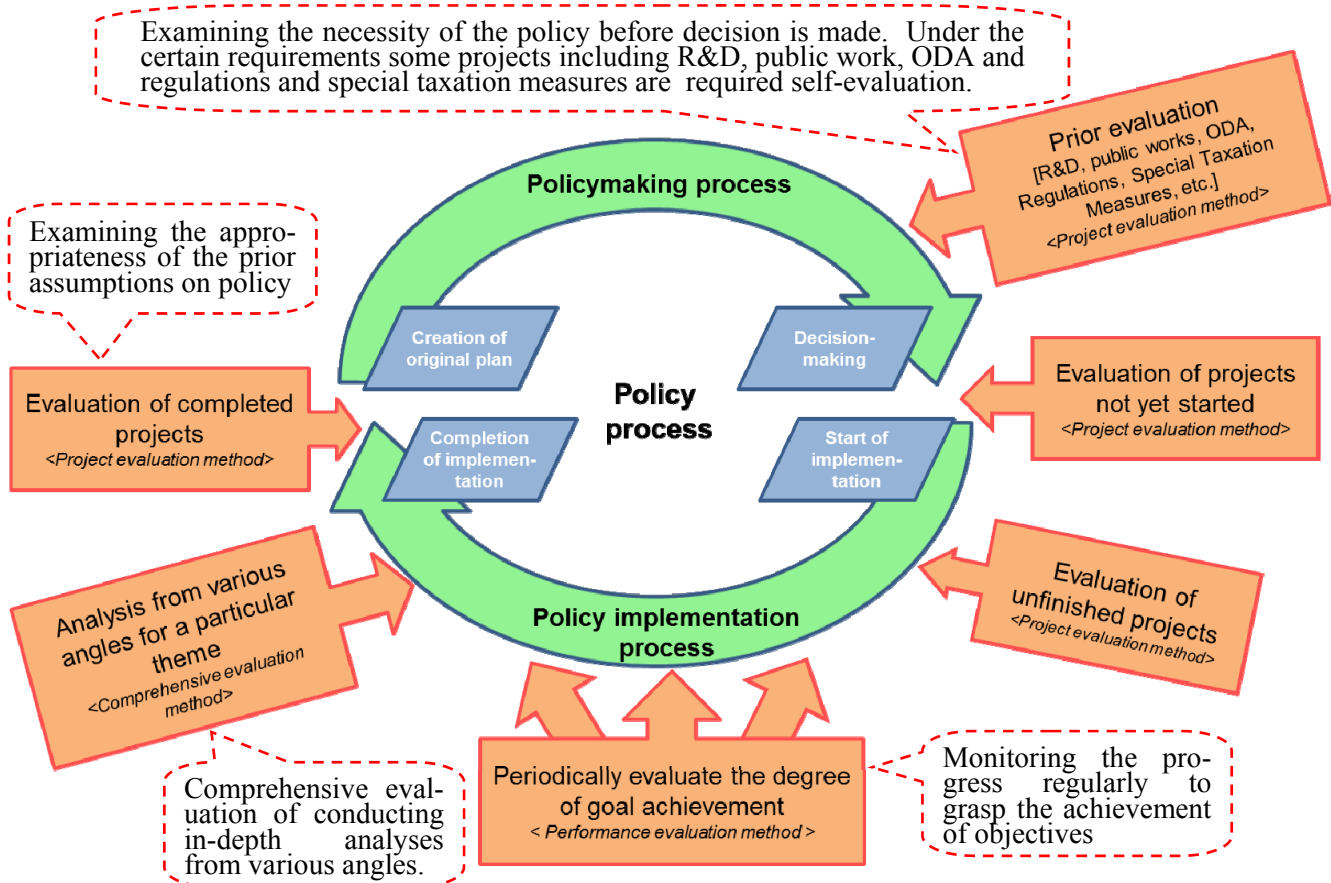 Examining the necessity of the policy before decision is made. Under the
certain requirements some projects including R&D, public work, ODA and
regulations and special taxation measures are required self-evaluation.
Prior evaluation
[R&D, public works, ODA,
Regulations, Special Taxation
Measures, etc.]
<Project evaluation method>
Policymaking process
Examining the appro-
priateness of the prior
assumptions on policy
Creation of
original plan
Decision-
making
Policy
process
Evaluation of completed
projects
<Project evaluation method>
Evaluation of projects
not yet started
<Project evaluation method>
Completion
of implemen-
tation
Start of
implemen-
tation
Analysis from various
angles for a particular
theme
<Comprehensive evaluation
method>
Policy implementation
process
Evaluation of
unfinished projects
<Project evaluation method>
Comprehensive eval-
uation of conducting
in-depth analyses
from various angles.
Periodically evaluate the degree
of goal achievement
< Performance evaluation method >
Monitoring the pro-
gress regularly to
grasp the achievement
of objectives